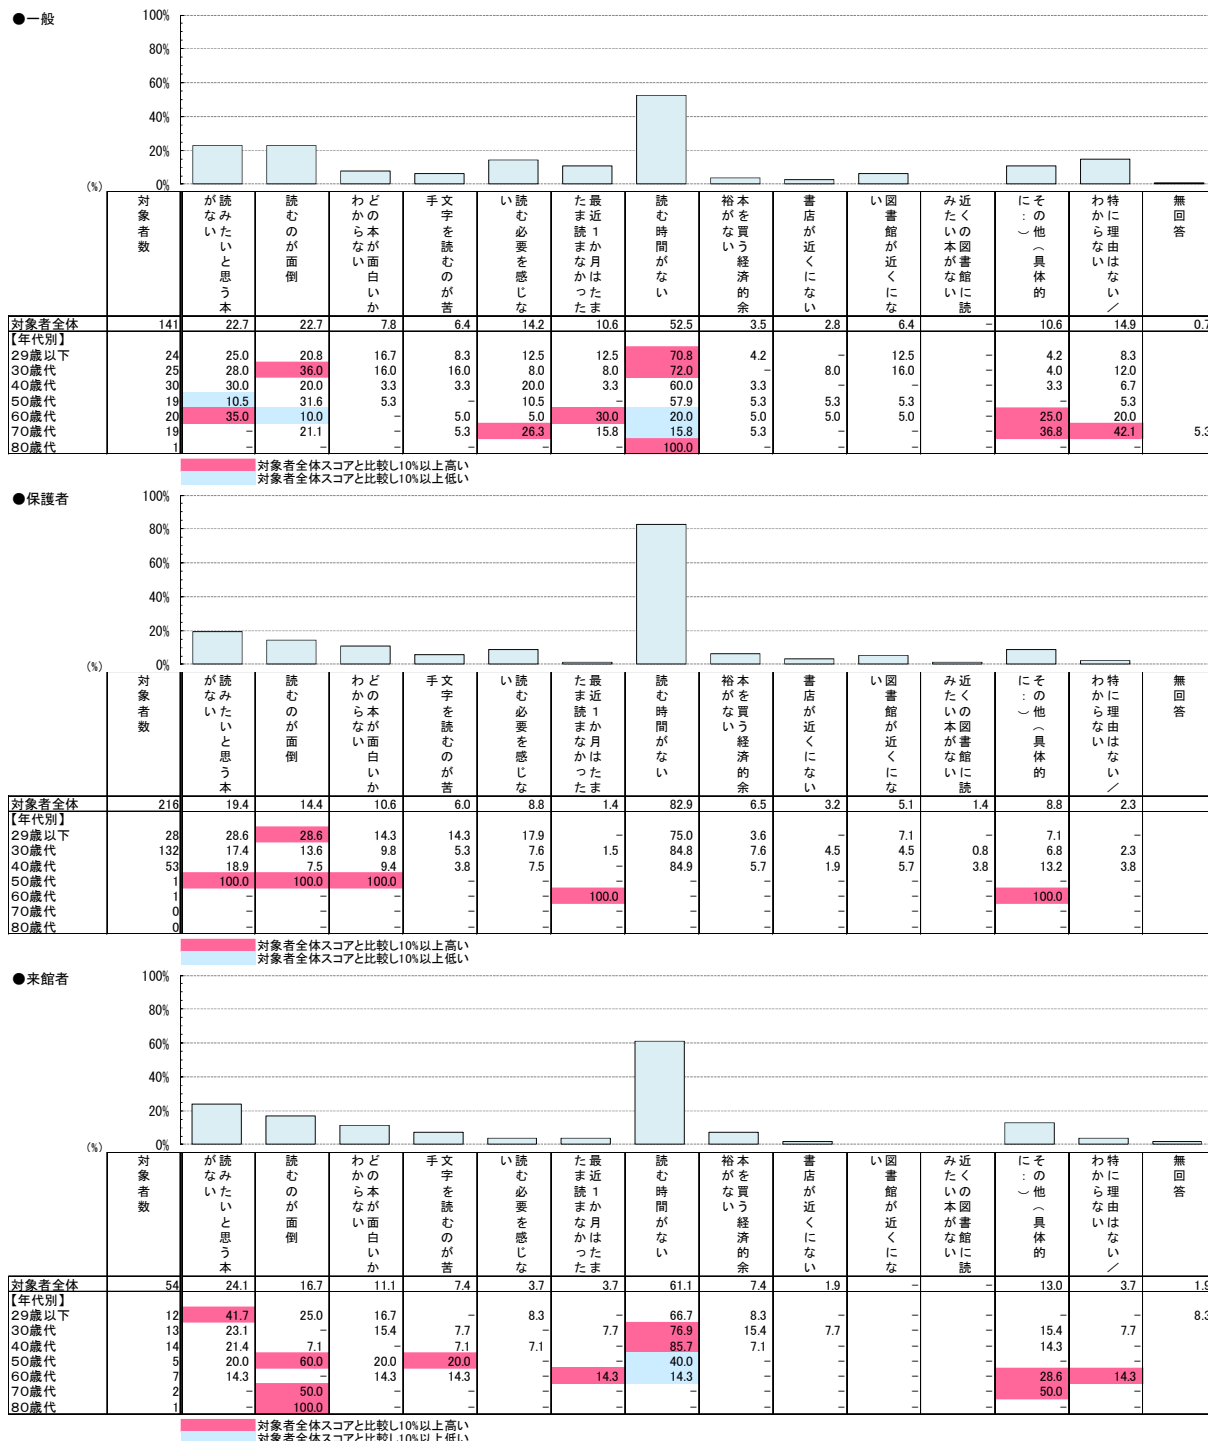 ●一般
100%
80%
60%
40%
20%
0%
(%)
対象者数
読みたいと思う本がない
読むのが面倒
どの本が面白いかわからない
文字を読むのが苦手
読む必要を感じない
最近1か月はたまたま読まなかった
読む時間がない
本を買う経済的余裕がない
書店が近くにない
図書館が近くにない
近くの図書館に読みたい本がない
その他(具体的に:)
特に理由はない/わからない
無回答
対象者全体 141 22.7 22.7 7.8 6.4 14.2 10.6 52.5 3.5 2.8 6.4 − 10.6 14.9 0.7
【年代別】
29歳以下 24 25.0 20.8 16.7 8.3 12.5 12.5 70.8 4.2 − 12.5 − 4.2 8.3
30歳代 25 28.0 36.0 16.0 16.0 8.0 8.0 72.0 − 8.0 16.0 − 4.0 12.0
40歳代 30 30.0 20.0 3.3 3.3 20.0 3.3 60.0 3.3 − − − 3.3 6.7
50歳代 19 10.5 31.6 5.3 − 10.5 − 57.9 5.3 5.3 5.3 − − 5.3
60歳代 20 35.0 10.0 − 5.0 5.0 30.0 20.0 5.0 5.0 5.0 − 25.0 20.0
70歳代 19 − 21.1 − 5.3 26.3 15.8 15.8 5.3 − − − 36.8 42.1 5.3
80歳代 1 − − − − − − 100.0 − − − − − −
対象者全体スコアと比較し10%以上高い
対象者全体スコアと比較し10%以上低い
●保護者
100%
80%
60%
40%
20%
0%
(%)
対象者数
読みたいと思う本がない
読むのが面倒
どの本が面白いかわからない
文字を読むのが苦手
読む必要を感じない
最近1か月はたまたま読まなかった
読む時間がない
本を買う経済的余裕がない
書店が近くにない
図書館が近くにない
近くの図書館に読みたい本がない
その他(具体的に:)
特に理由はない/わからない
無回答
対象者全体 216 19.4 14.4 10.6 6.0 8.8 1.4 82.9 6.5 3.2 5.1 1.4 8.8 2.3
【年代別】
29歳以下 28 28.6 28.6 14.3 14.3 17.9 − 75.0 3.6 − 7.1 − 7.1 −
30歳代 132 17.4 13.6 9.8 5.3 7.6 1.5 84.8 7.6 4.5 4.5 0.8 6.8 2.3
40歳代 53 18.9 7.5 9.4 3.8 7.5 − 84.9 5.7 1.9 5.7 3.8 13.2 3.8
50歳代 1 100.0 100.0 100.0 − − − − − − − − − −
60歳代 1 − − − − − 100.0 − − − − − 100.0 −
70歳代 0 − − − − − − − − − − − − −
80歳代 0 − − − − − − − − − − − − −
対象者全体スコアと比較し10%以上高い
対象者全体スコアと比較し10%以上低い
●来館者
100%
80%
60%
40%
20%
0%
(%)
対象者数
読みたいと思う本がない
読むのが面倒
どの本が面白いかわからない
文字を読むのが苦手
読む必要を感じない
最近1か月はたまたま読まなかった
読む時間がない
本を買う経済的余裕がない
書店が近くにない
図書館が近くにない
近くの図書館に読みたい本がない
その他(具体的に:)
特に理由はない/わからない
無回答
対象者全体 54 24.1 16.7 11.1 7.4 3.7 3.7 61.1 7.4 1.9 − − 13.0 3.7 1.9
【年代別】
29歳以下 12 41.7 25.0 16.7 − 8.3 − 66.7 8.3 − − − − − 8.3
30歳代 13 23.1 − 15.4 7.7 − 7.7 76.9 15.4 7.7 − − 15.4 7.7
40歳代 14 21.4 7.1 − 7.1 7.1 − 85.7 7.1 − − − 14.3 −
50歳代 5 20.0 60.0 20.0 20.0 − − 40.0 − − − − − −
60歳代 7 14.3 − 14.3 14.3 − 14.3 14.3 − − − − 28.6 14.3
70歳代 2 − 50.0 − − − − − − − − − 50.0 −
80歳代 1 − 100.0 − − − − − − − − − − −
対象者全体スコアと比較し10%以上高い
対象者全体スコアと比較し10%以上低い